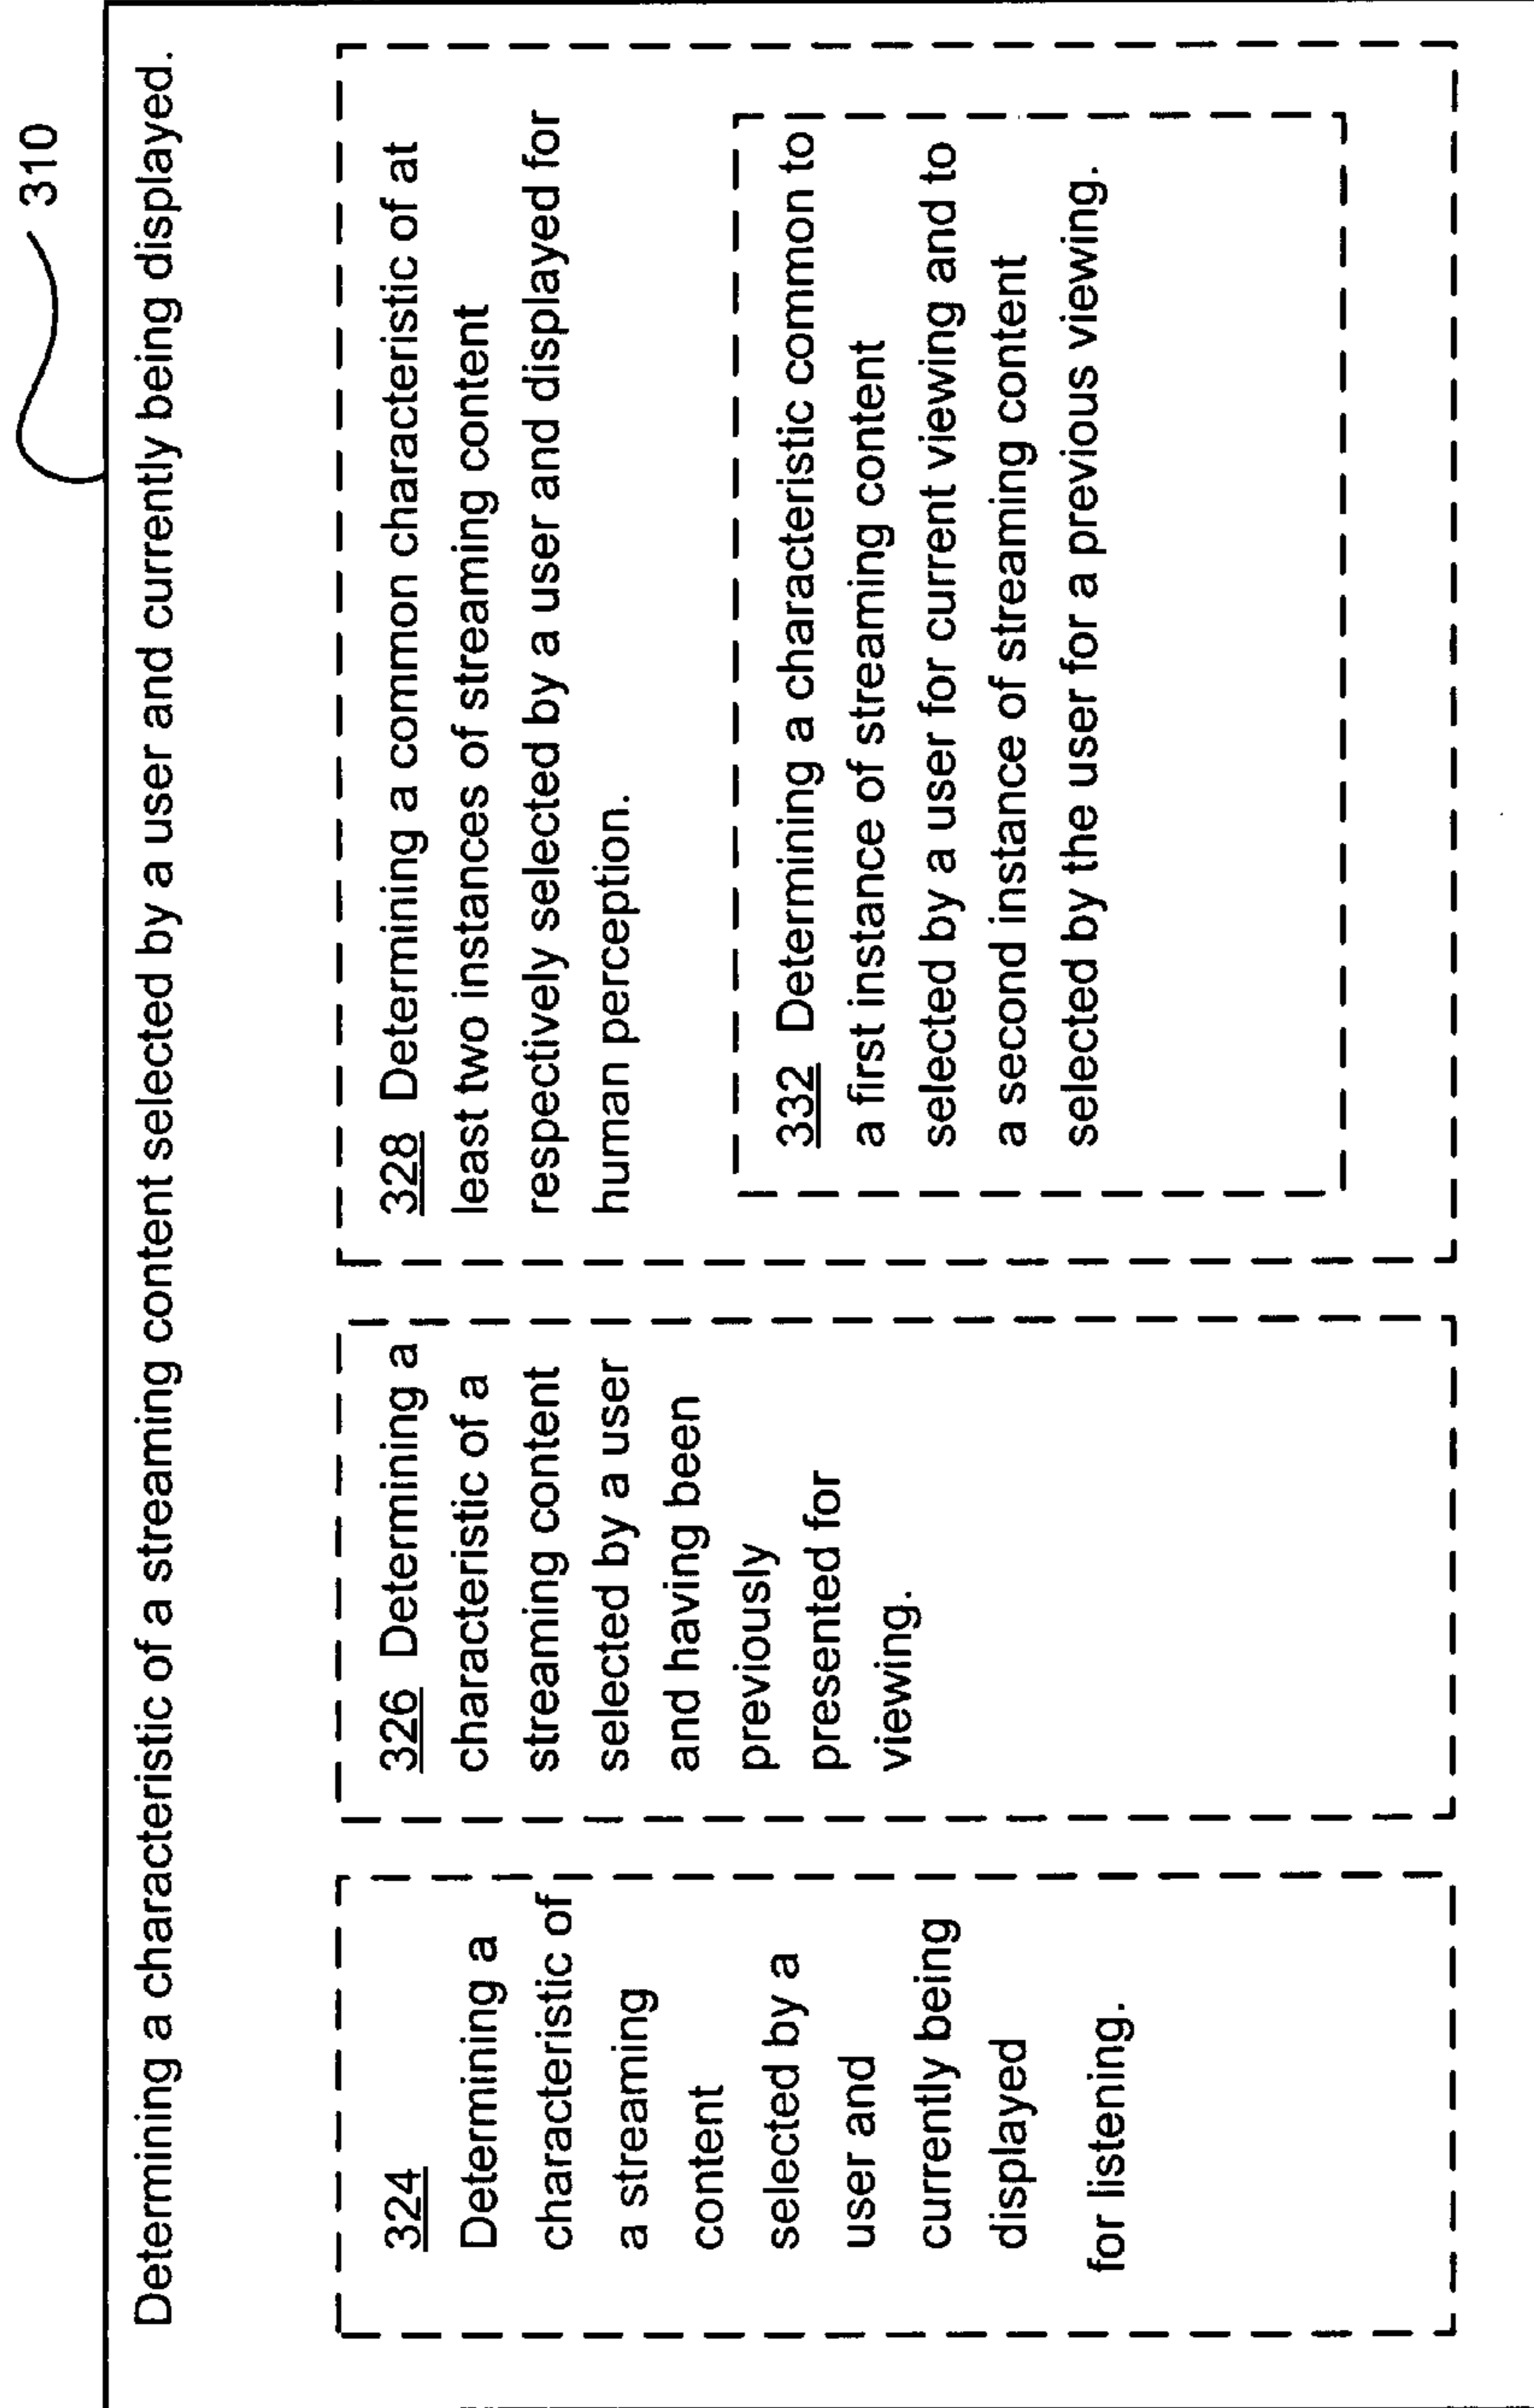 310
Determining a characteristic of a streaming content selected by a user and currently being displayed.
324
Determining a
characteristic of
a streaming
content
selected by a
user and
currently being
displayed
for listening.
326 Determining a
characteristic of a
streaming content
selected by a user
and having been
previously
presented for
viewing.
328 Determining a common characteristic of at
least two instances of streaming content
respectively selected by a user and displayed for
human perception.
332 Determining a characteristic common to
a first instance of streaming content
selected by a user for current viewing and to
a second instance of streaming content
selected by the user for a previous viewing.